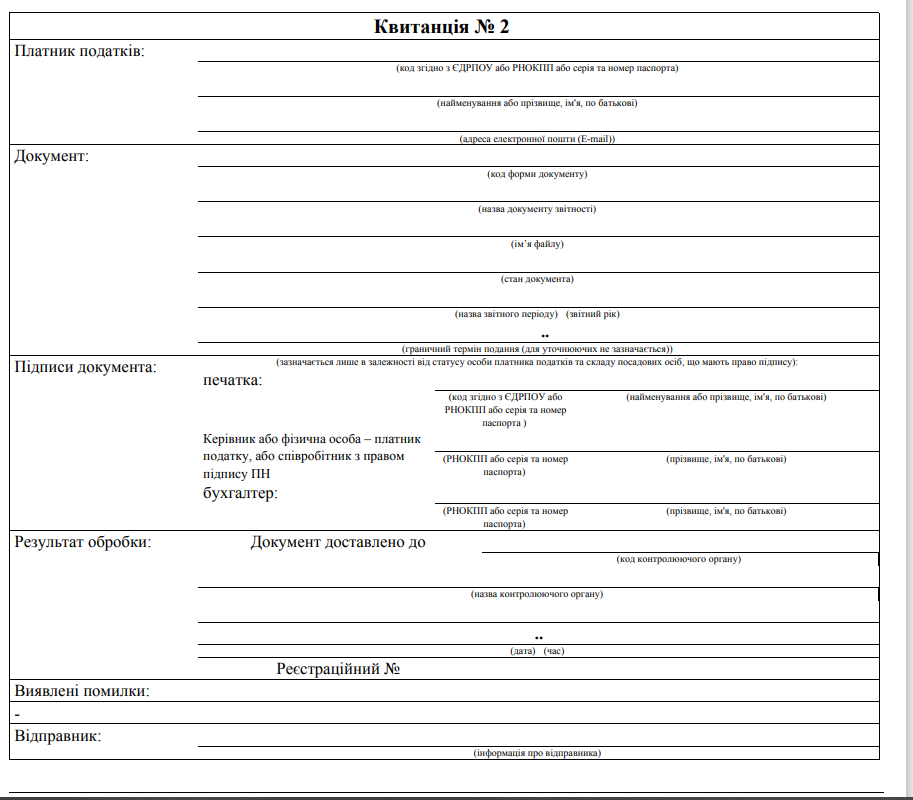 Квитанція № 2
Платник податків:
(код згідно з ЄДРПОУ або РНОКПП або серія та номер паспорта)
(найменування або прізвище, ім'я, по батькові)
(адреса електронної пошти (E-mail))
Документ:
(код форми документу)
(назва документу звітності)
(ім’я файлу)
(стан документа)
(назва звітного періоду) (звітний рік)
..
(граничний термін подання (для уточнюючих не зазначається))
Підписи документа:
(зазначається лише в залежності від статусу особи платника податків та складу посадових осіб, що мають право підпису):
печатка:
(код згідно з ЄДРПОУ або
РНОКПП або серія та номер
паспорта )
(найменування або прізвище, ім'я, по батькові)
Керівник або фізична особа – платник
податку, або співробітник з правом
підпису ПН
(РНОКПП або серія та номер
паспорта)
(прізвище, ім'я, по батькові)
бухгалтер:
(РНОКПП або серія та номер
паспорта)
(прізвище, ім'я, по батькові)
Результат обробки:
Документ доставлено до
(код контролюючого органу)
(назва контролюючого органу)
..
(дата) (час)
Реєстраційний №
Виявлені помилки:
-
Відправник:
(інформація про відправника)